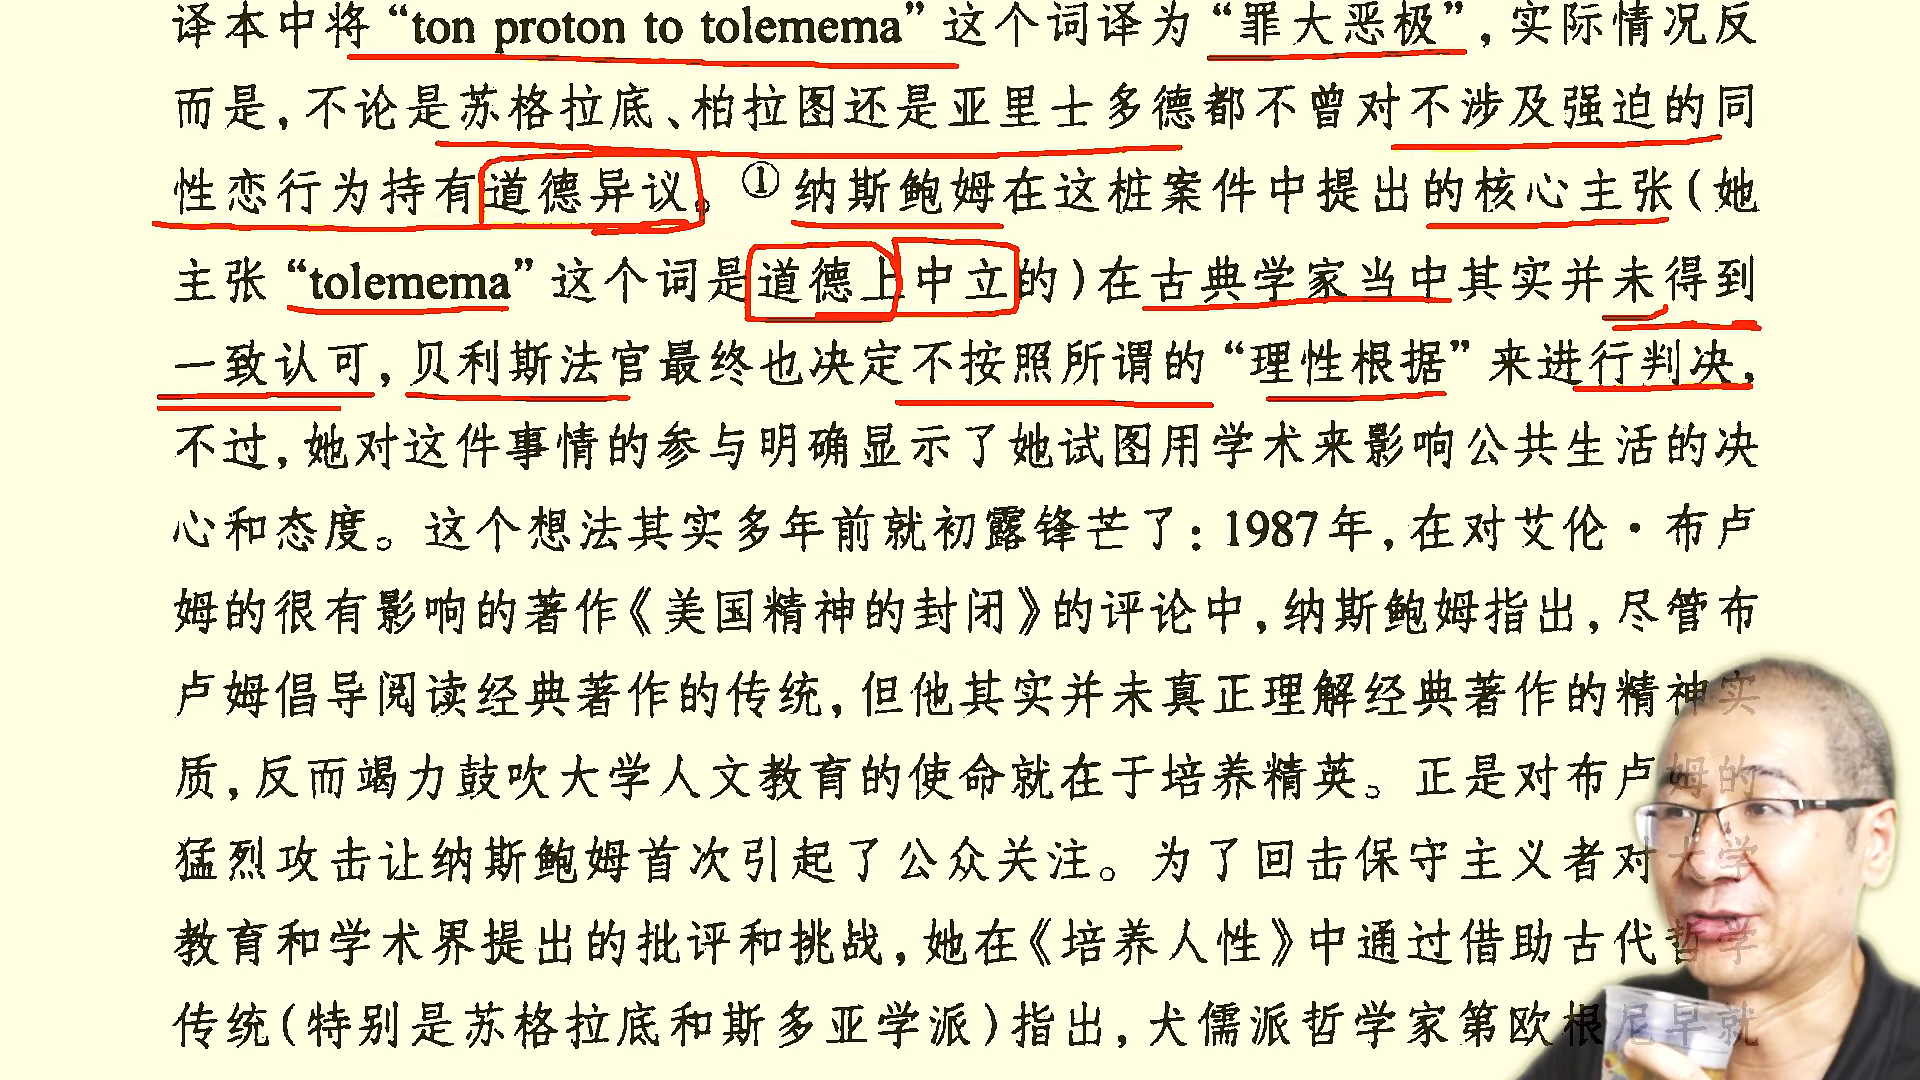 译本中将“ton proton to tolemema”这个词译为“罪大恶极”,实际情况反
而是,不论是苏格拉底、柏拉图还是亚里士多德都不曾对不涉及强迫的同
性恋行为持有道德异议。①纳斯鲍姆在这桩案件中提出的核心主张(她
主张“tolemema”这个词是道德上中立的)在古典学家当中其实并未得到
一致认可,贝利斯法官最终也决定不按照所谓的“理性根据”来进行判决,
不过,她对这件事情的参与明确显示了她试图用学术来影响公共生活的决
心和态度。这个想法其实多年前就初露锋芒了:1987年,在对艾伦·布卢
姆的很有影响的著作《美国精神的封闭》的评论中,纳斯鲍姆指出,尽管布
卢姆倡导阅读经典著作的传统,但他其实并未真正理解经典著作的精神实
质,反而竭力鼓吹大学人文教育的使命就在于培养精英。正是对布卢姆的
猛烈攻击让纳斯鲍姆首次引起了公众关注。为了回击保守主义者对大学
教育和学术界提出的批评和挑战,她在《培养人性》中通过借助古代哲学
传统(特别是苏格拉底和斯多亚学派)指出,犬儒派哲学家第欧根尼早就